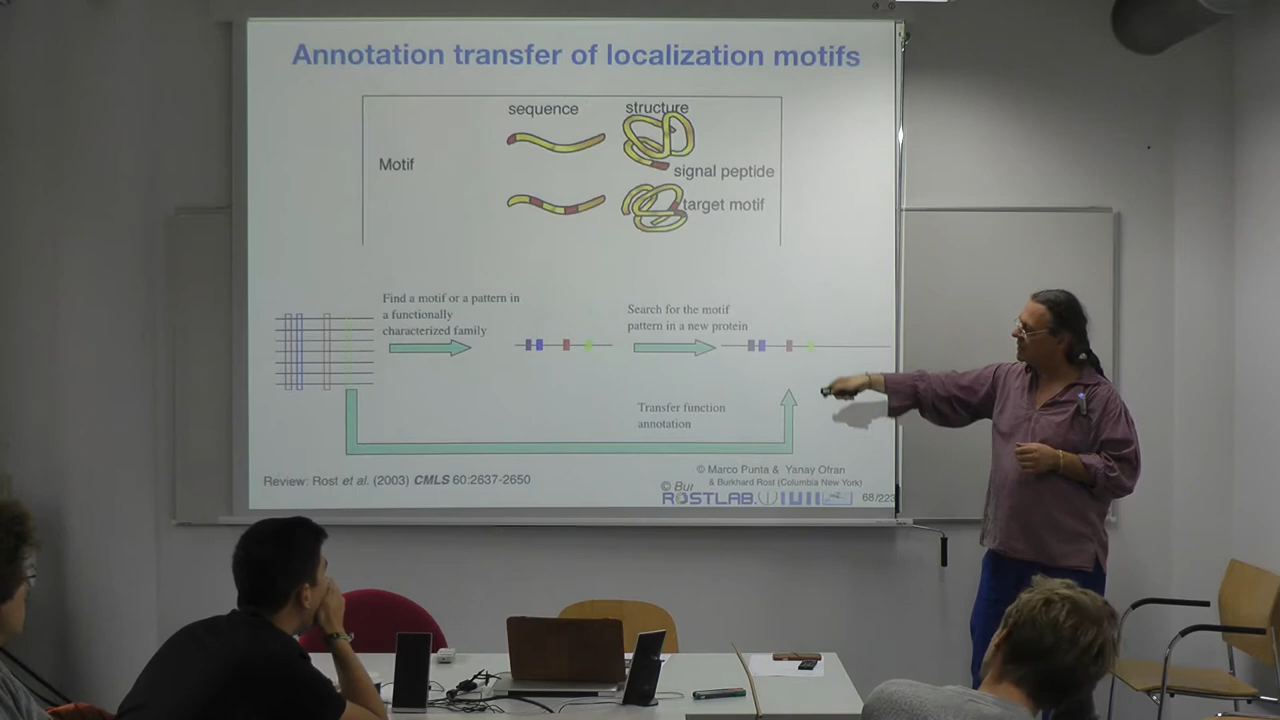 Annotation transfer of localization motifs
sequence
structure
Motif
signal peptide
target motif
Find a motif or a pattern in
a functionally
characterized family
Search for the motif
pattern in a new protein
Transfer function
annotation
Review: Rost et al. (2003) CMLS 60:2637-2650
© Marco Punta & Yanay Ofran
& Burkhard Rost (Columbia New York)
© Bur
ROSTLAB.
68/223